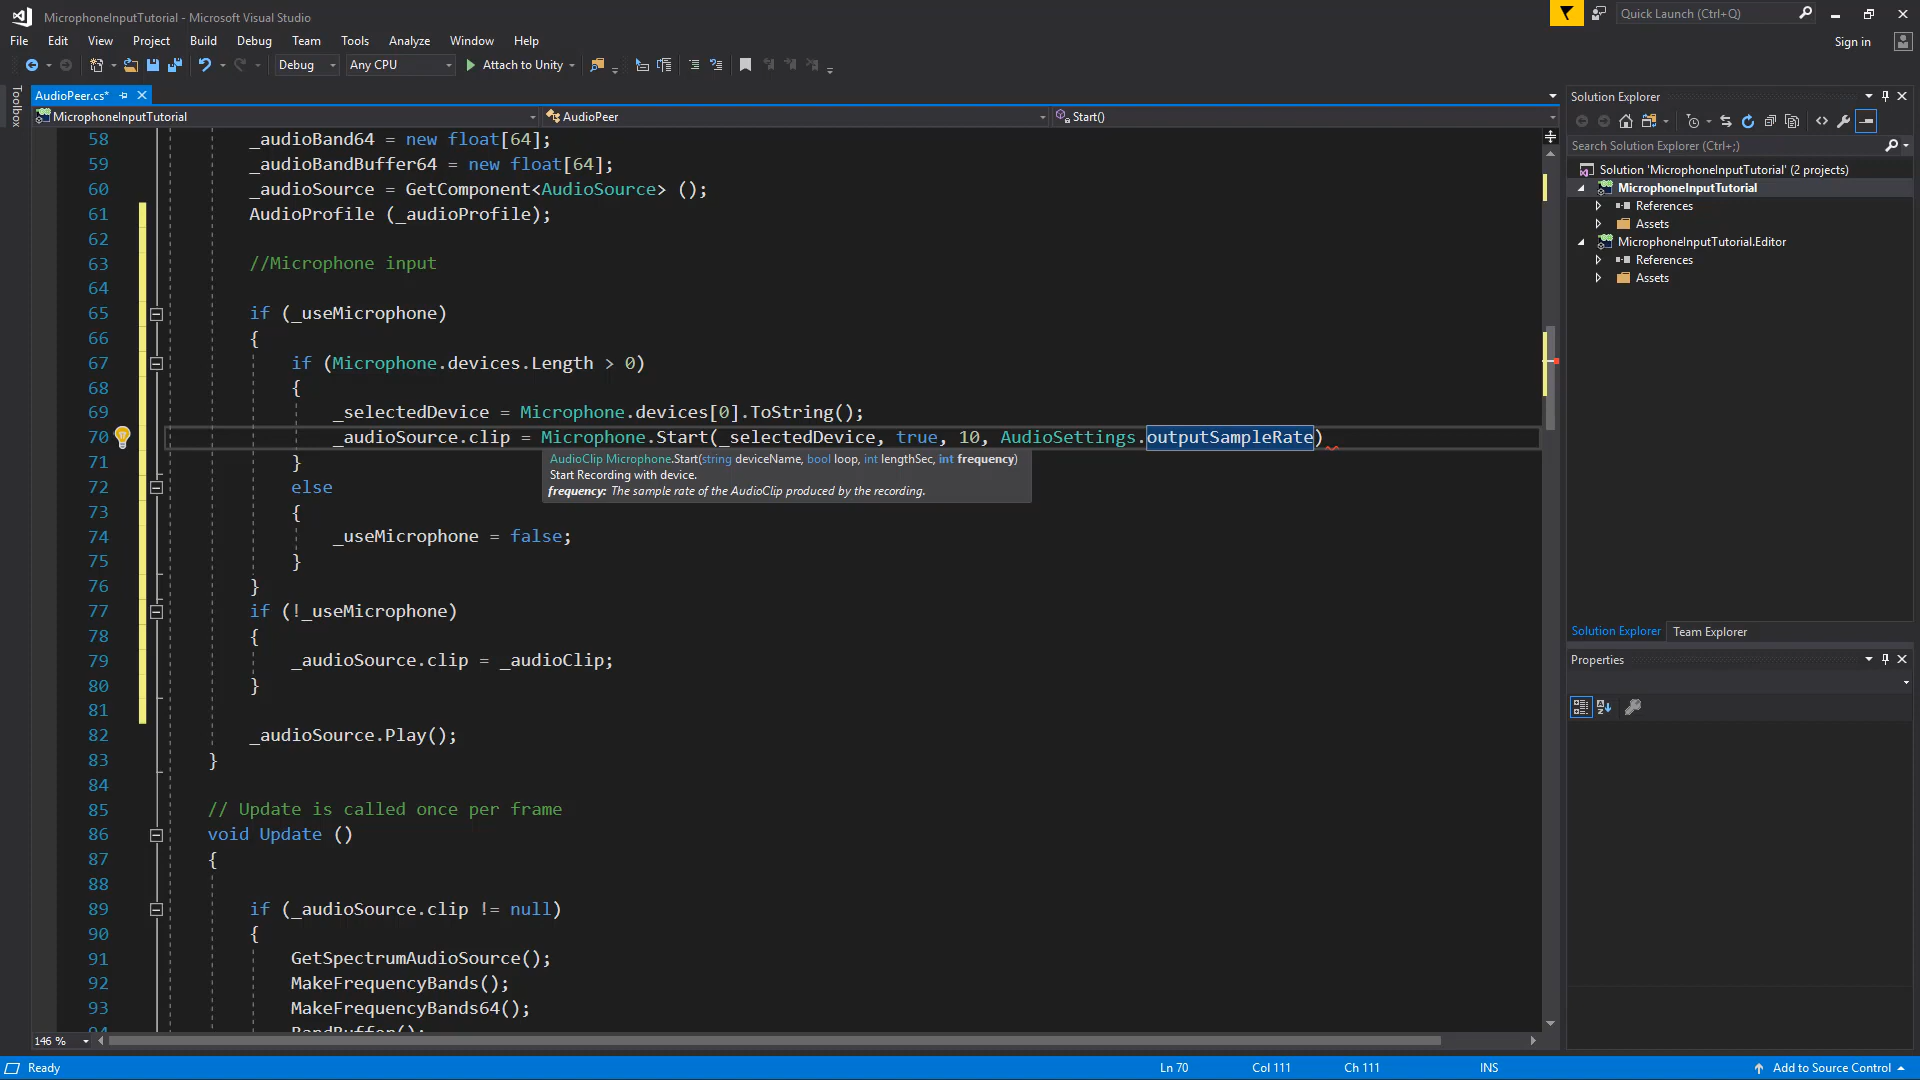 MicrophoneInputTutorial - Microsoft Visual Studio
Quick Launch (Ctrl+Q)
File Edit View Project Build Debug Team Tools Analyze Window Help
Sign in
Debug Any CPU Attach to Unity
Toolbox
AudioPeer.cs*
MicrophoneInputTutorial AudioPeer Start()
58 _audioBand64 = new float[64];
59 _audioBandBuffer64 = new float[64];
60 _audioSource = GetComponent<AudioSource> ();
61 AudioProfile (_audioProfile);
62
63 //Microphone input
64
65 if (_useMicrophone)
66 {
67 if (Microphone.devices.Length > 0)
68 {
69 _selectedDevice = Microphone.devices[0].ToString();
70 _audioSource.clip = Microphone.Start(_selectedDevice, true, 10, AudioSettings.outputSampleRate)
AudioClip Microphone.Start(string deviceName, bool loop, int lengthSec, int frequency)
Start Recording with device.
frequency: The sample rate of the AudioClip produced by the recording.
71 }
72 else
73 {
74 _useMicrophone = false;
75 }
76 }
77 if (!_useMicrophone)
78 {
79 _audioSource.clip = _audioClip;
80 }
81
82 _audioSource.Play();
83 }
84
85 // Update is called once per frame
86 void Update ()
87 {
88
89 if (_audioSource.clip != null)
90 {
91 GetSpectrumAudioSource();
92 MakeFrequencyBands();
93 MakeFrequencyBands64();
94 BandBuffer();
146 %
Solution Explorer
Search Solution Explorer (Ctrl+;)
Solution 'MicrophoneInputTutorial' (2 projects)
MicrophoneInputTutorial
References
Assets
MicrophoneInputTutorial.Editor
References
Assets
Solution Explorer Team Explorer
Properties
Ready Ln 70 Col 111 Ch 111 INS Add to Source Control